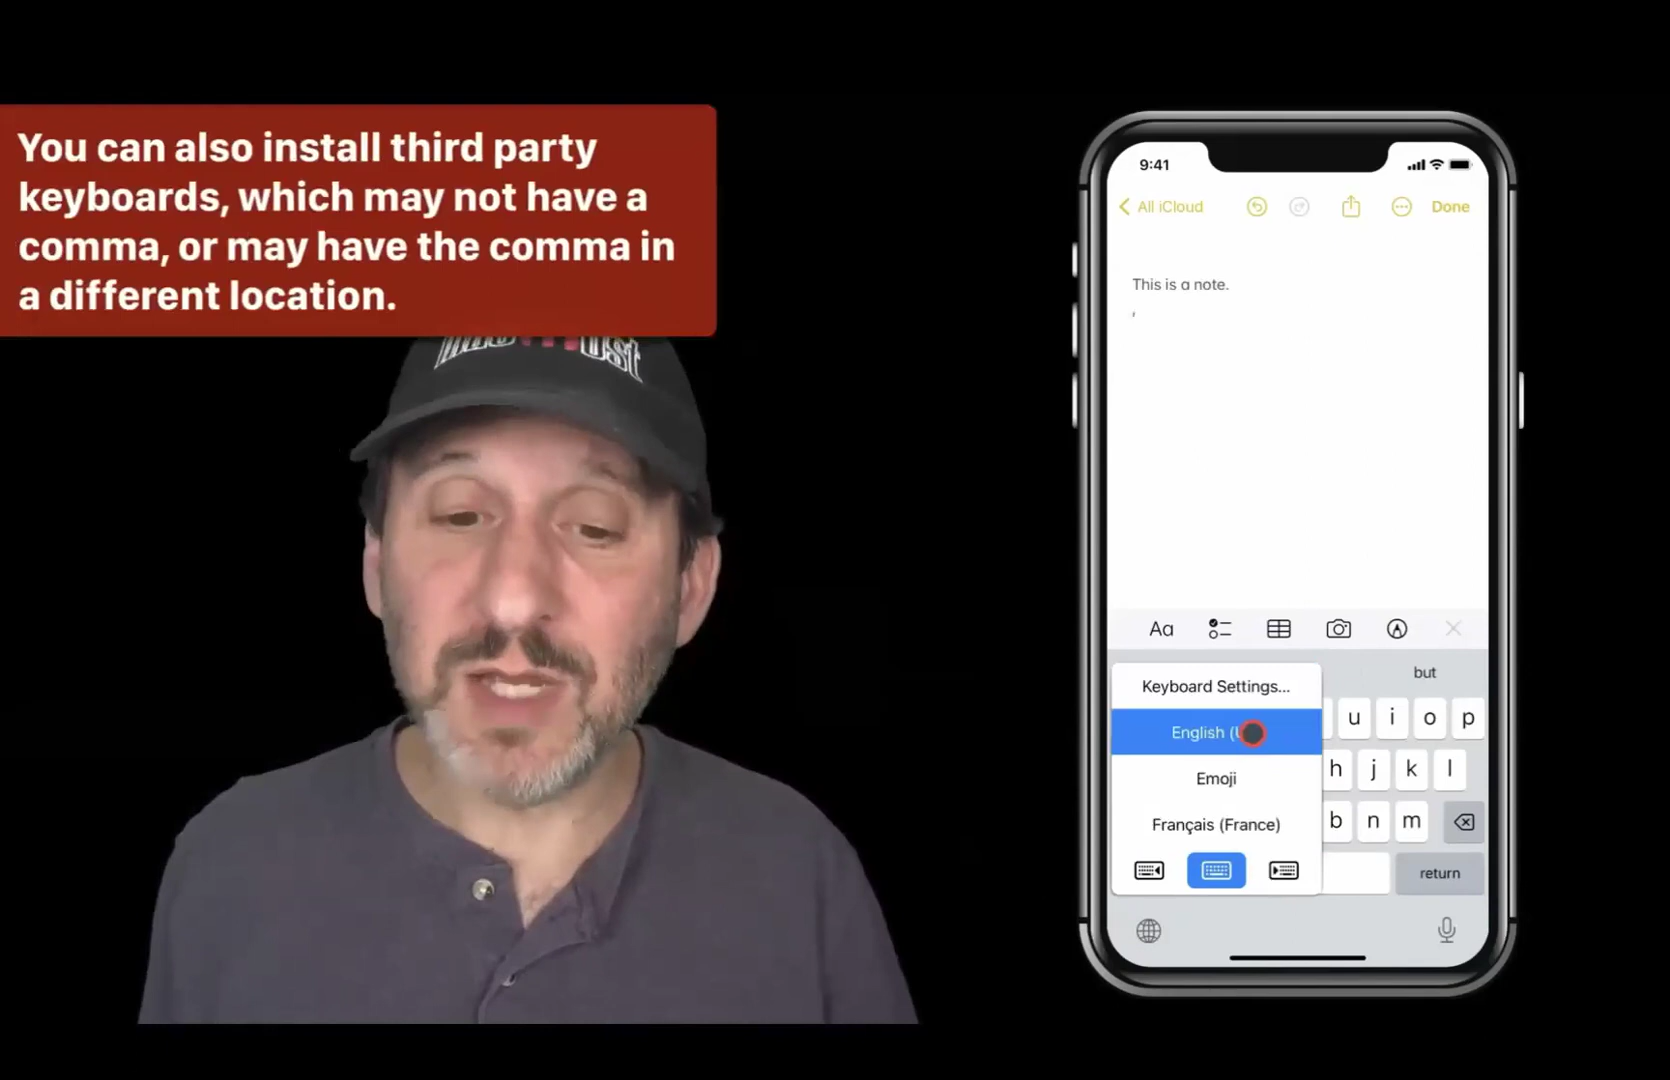 You can also install third party
keyboards, which may not have a
comma, or may have the comma in
a different location.
9:41
All iCloud
Done
This is a note.
,
Aa
but
Keyboard Settings...
English (U
Emoji
Français (France)
u i o p
h j k l
b n m
return